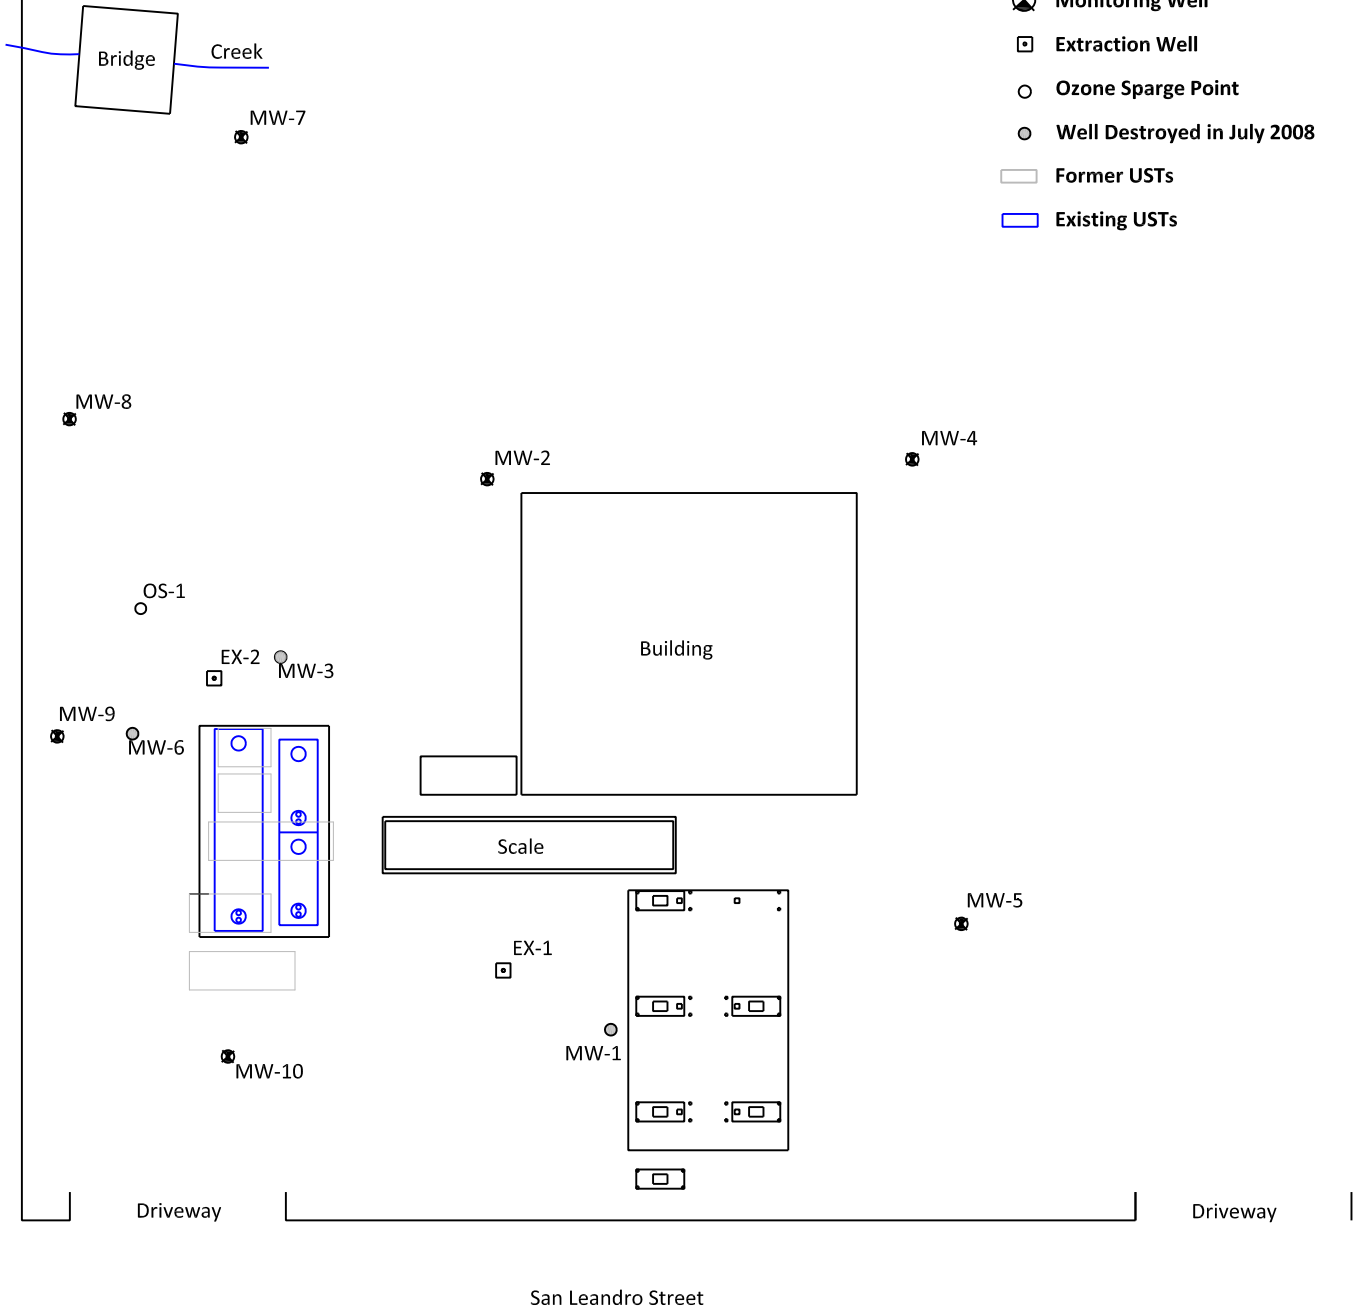 Monitoring Well
Bridge
Creek
Extraction Well
Ozone Sparge Point
MW-7
Well Destroyed in July 2008
Former USTs
Existing USTs
MW-8
MW-4
MW-2
OS-1
Building
EX-2
MW-3
MW-9
MW-6
Scale
MW-5
EX-1
MW-1
MW-10
Driveway
Driveway
San Leandro Street